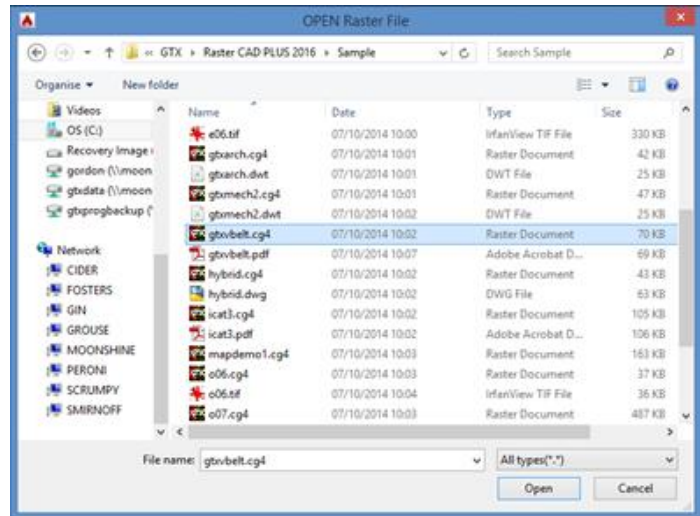 OPEN Raster File
« GTX ▸ Raster CAD PLUS 2016 ▸ Sample
Search Sample
Organise
New folder
Videos
OS (C:)
Recovery Image
gordon (\\moon
gtxdata (\\moon
gtxprogbackup ('
Network
CIDER
FOSTERS
GIN
GROUSE
MOONSHINE
PERONI
SCRUMPY
SMIRNOFF
Name Date Type Size
e06.tif 07/10/2014 10:00 IrfanView TIF File 330 KB
gtxarch.cg4 07/10/2014 10:01 Raster Document 42 KB
gtxarch.dwt 07/10/2014 10:01 DWT File 25 KB
gtxmech2.cg4 07/10/2014 10:01 Raster Document 47 KB
gtxmech2.dwt 07/10/2014 10:02 DWT File 25 KB
gtxvbelt.cg4 07/10/2014 10:02 Raster Document 70 KB
gtxvbelt.pdf 07/10/2014 10:07 Adobe Acrobat D... 69 KB
hybrid.cg4 07/10/2014 10:02 Raster Document 43 KB
hybrid.dwg 07/10/2014 10:02 DWG File 63 KB
icat3.cg4 07/10/2014 10:02 Raster Document 105 KB
icat3.pdf 07/10/2014 10:02 Adobe Acrobat D... 106 KB
mapdemo1.cg4 07/10/2014 10:03 Raster Document 163 KB
o06.cg4 07/10/2014 10:03 Raster Document 37 KB
o06.tif 07/10/2014 10:04 IrfanView TIF File 36 KB
o07.cg4 07/10/2014 10:03 Raster Document 487 KB
File name: gtxvbelt.cg4 All types(*.*)
Open Cancel